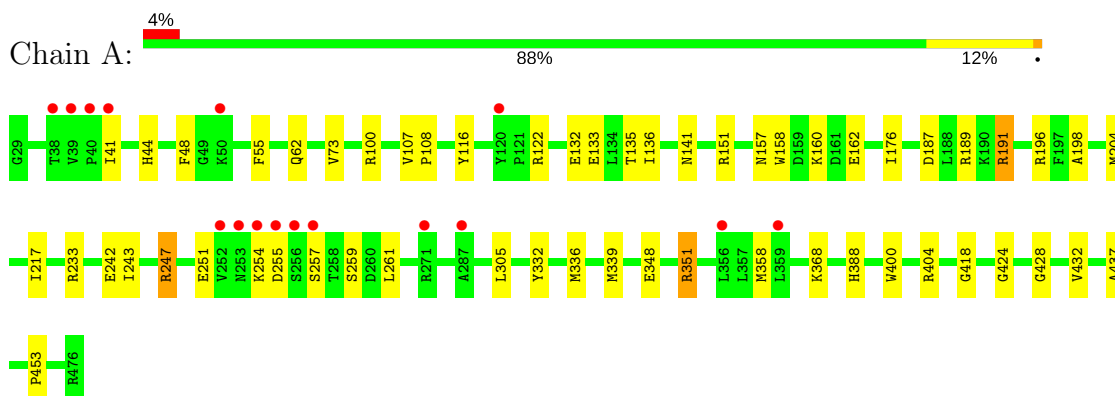 4%
Chain A:
88% 12% •
G29 T38 V39 P40 I41 H44 F48 G49 K50 F55 Q62 V73 R100 V107 P108 Y116 Y120 P121 R122 E132 E133 L134 T135 I136 N141 R151 N157 W158 D159 K160 D161 E162 I176 D187 L188 R189 K190 R191 R196 F197 A198 M204
I217 R233 E242 I243 R247 E251 V252 N253 K254 D255 S256 S257 T258 S259 D260 L261 R271 A287 L305 Y332 M336 M339 E348 R351 L356 L357 M358 L359 K368 H388 W400 R404 G418 G424 G428 V432 A437
P453 R476